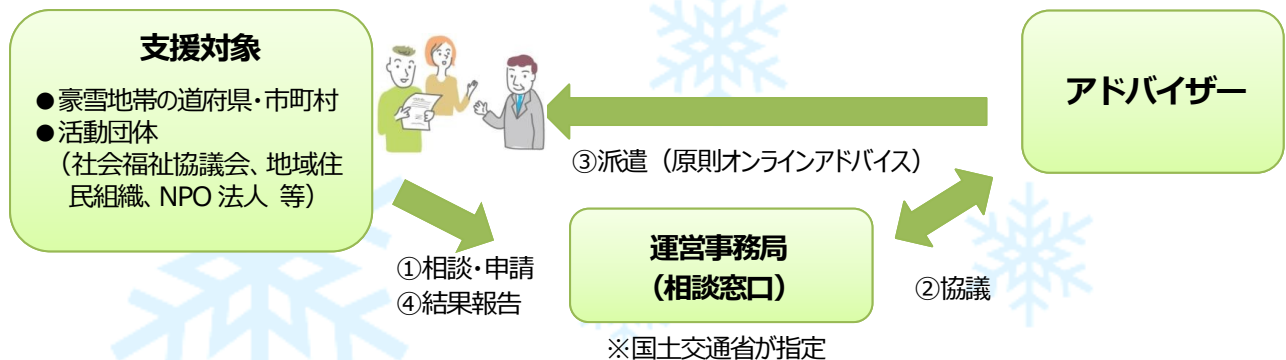 支援対象
●豪雪地帯の道府県・市町村
●活動団体
（社会福祉協議会、地域住
民組織、NPO 法人 等）
アドバイザー
③派遣（原則オンラインアドバイス）
①相談・申請
④結果報告
運営事務局
（相談窓口）
②協議
※国土交通省が指定